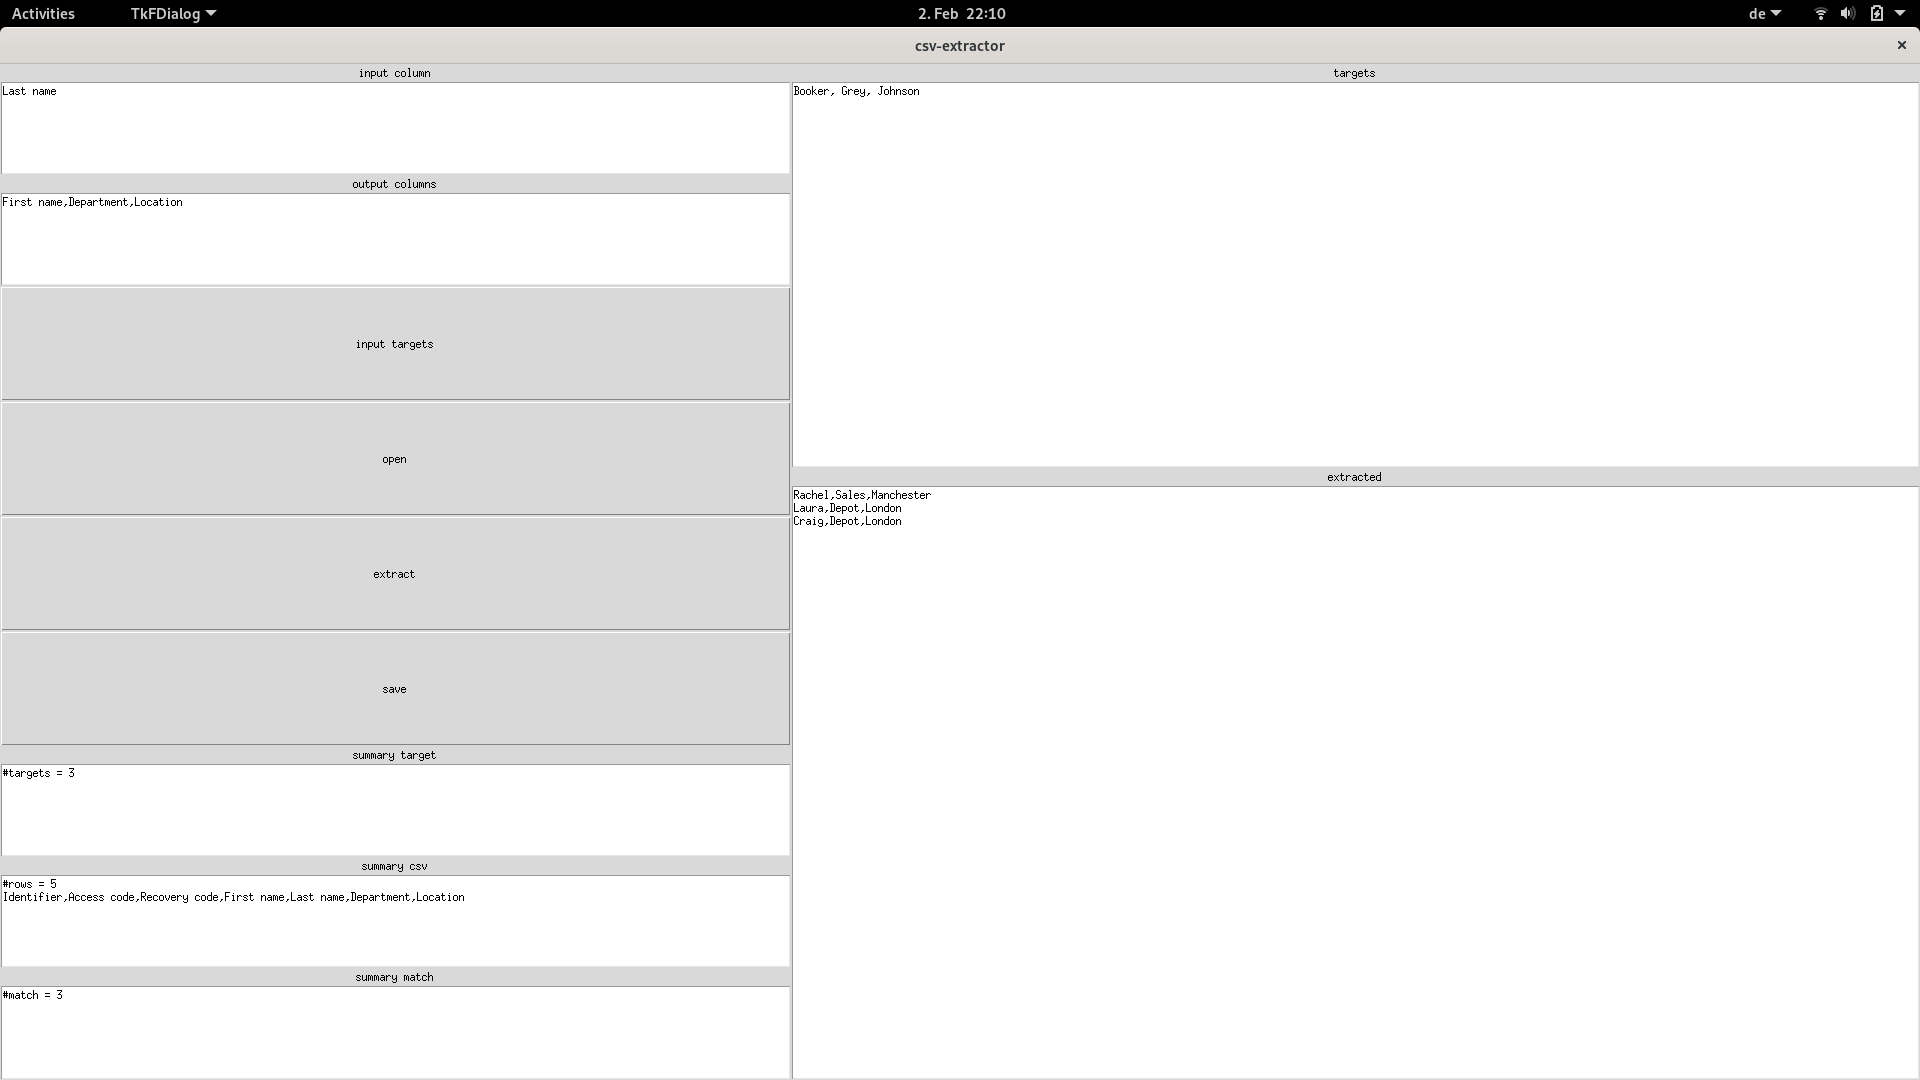 Activities
TkFDialog
2. Feb 22:10
de
csv-extractor
input column
Last name
output columns
First name,Department,Location
input targets
open
extract
save
summary target
#targets = 3
summary csv
#rows = 5
Identifier,Access code,Recovery code,First name,Last name,Department,Location
summary match
#match = 3
targets
Booker, Grey, Johnson
extracted
Rachel,Sales,Manchester
Laura,Depot,London
Craig,Depot,London